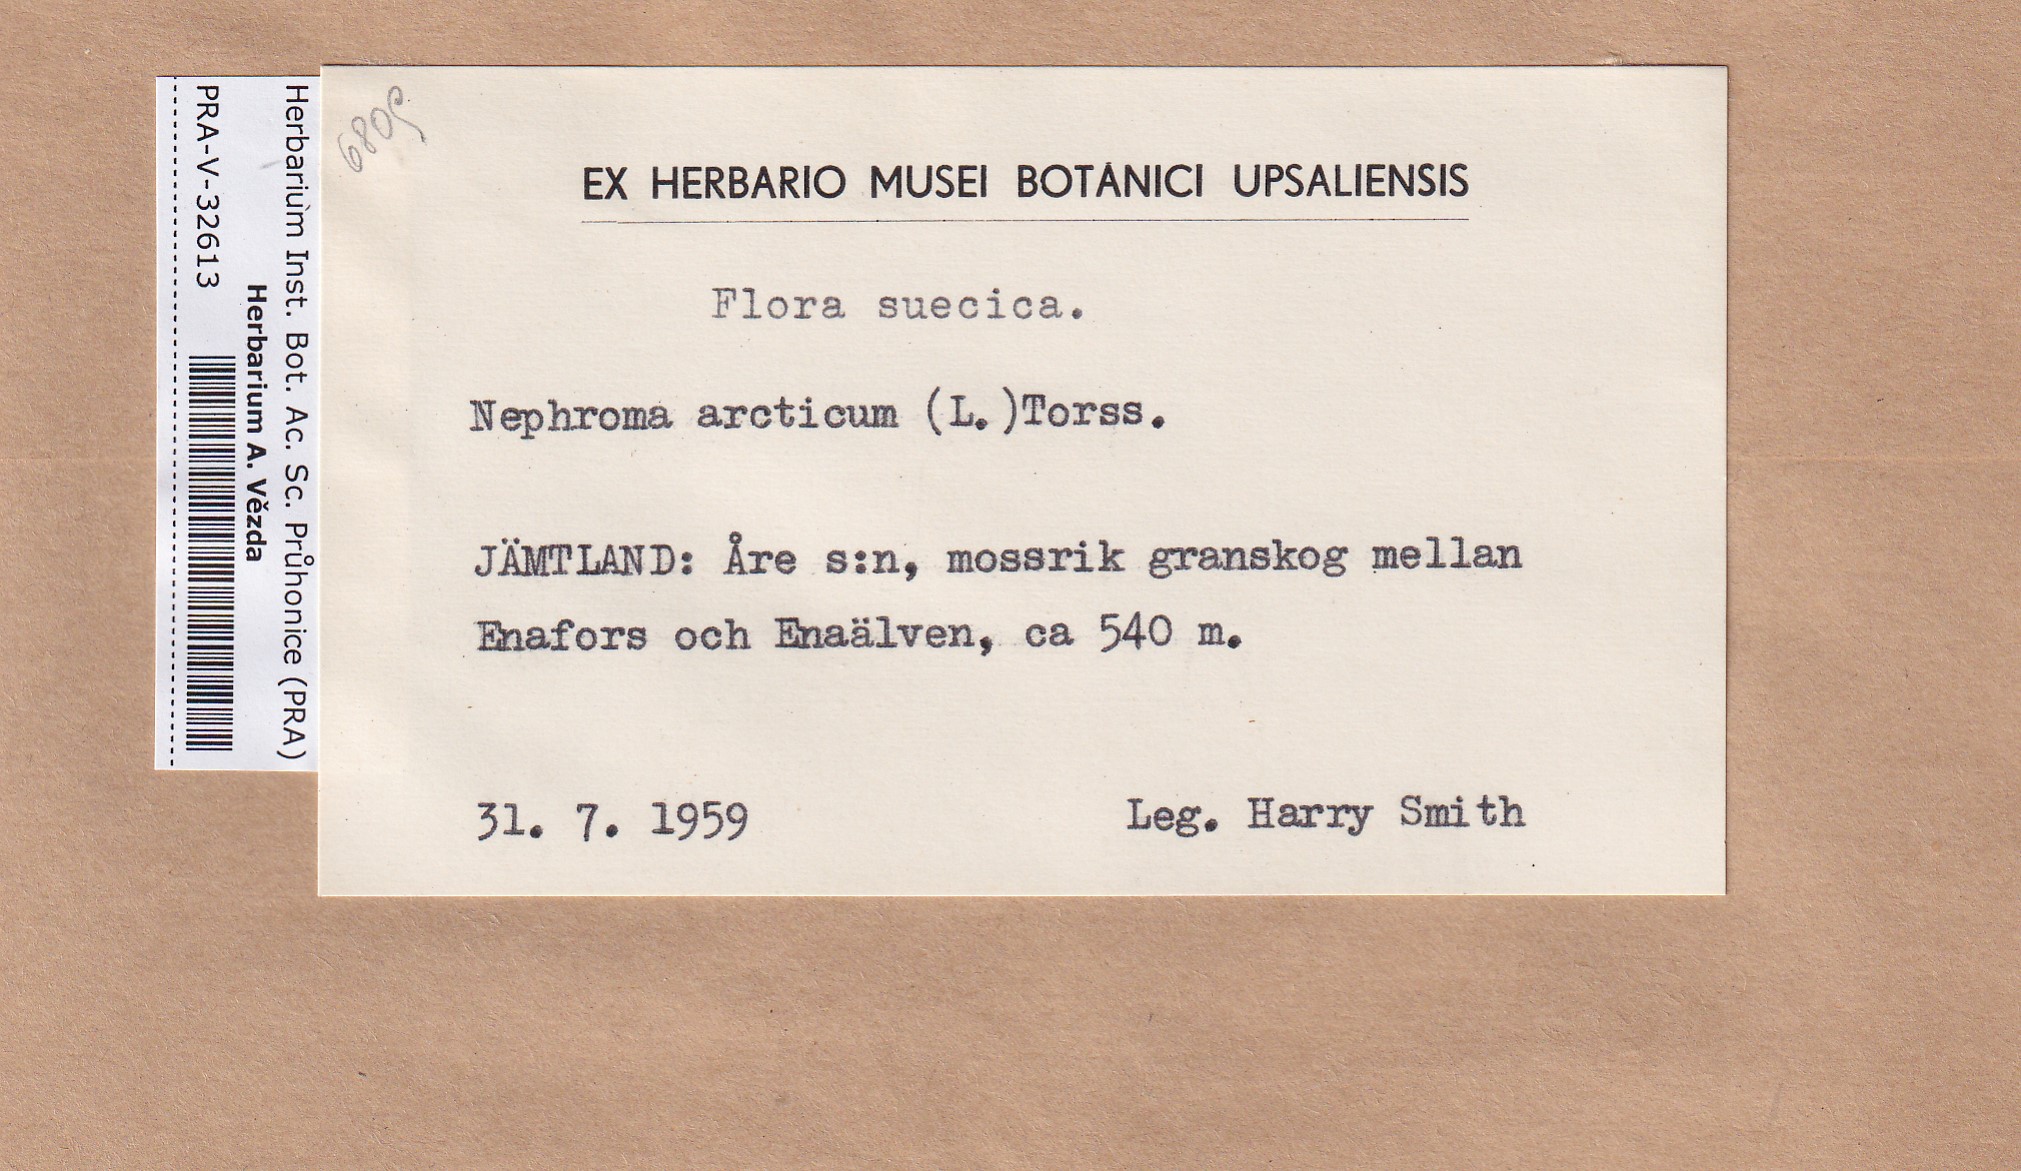 Herbarium Inst. Bot. Ac. Sc. Průhonice (PRA)
Herbarium A. Vězda
PRA-V-32613
EX HERBARIO MUSEI BOTANICI UPSALIENSIS
Flora suecica.
Nephroma arcticum (L.)Torss.
JÄMTLAND: Åre s:n, mossrik granskog mellan
Enafors och Enaälven, ca 540 m.
31. 7. 1959
Leg. Harry Smith